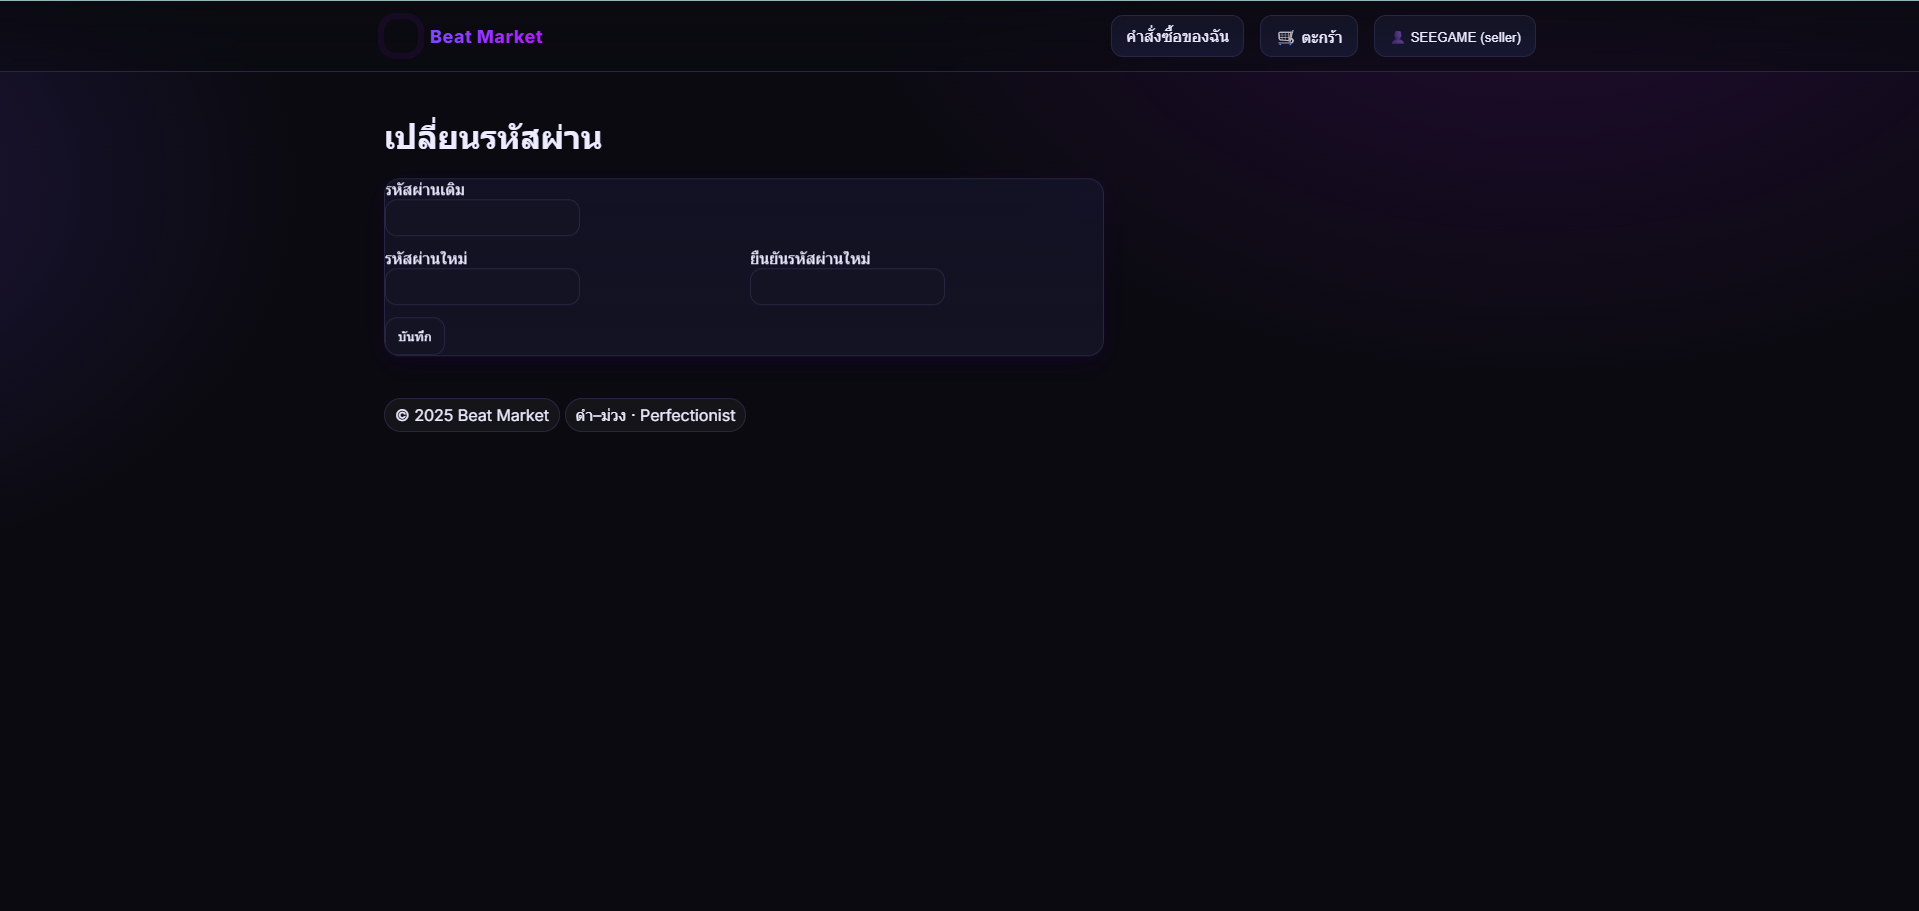 Beat Market
คำสั่งซื้อของฉัน
🛒 ตะกร้า
👤 SEEGAME (seller)
เปลี่ยนรหัสผ่าน
รหัสผ่านเดิม
รหัสผ่านใหม่
ยืนยันรหัสผ่านใหม่
บันทึก
© 2025 Beat Market
ดำ–ม่วง · Perfectionist